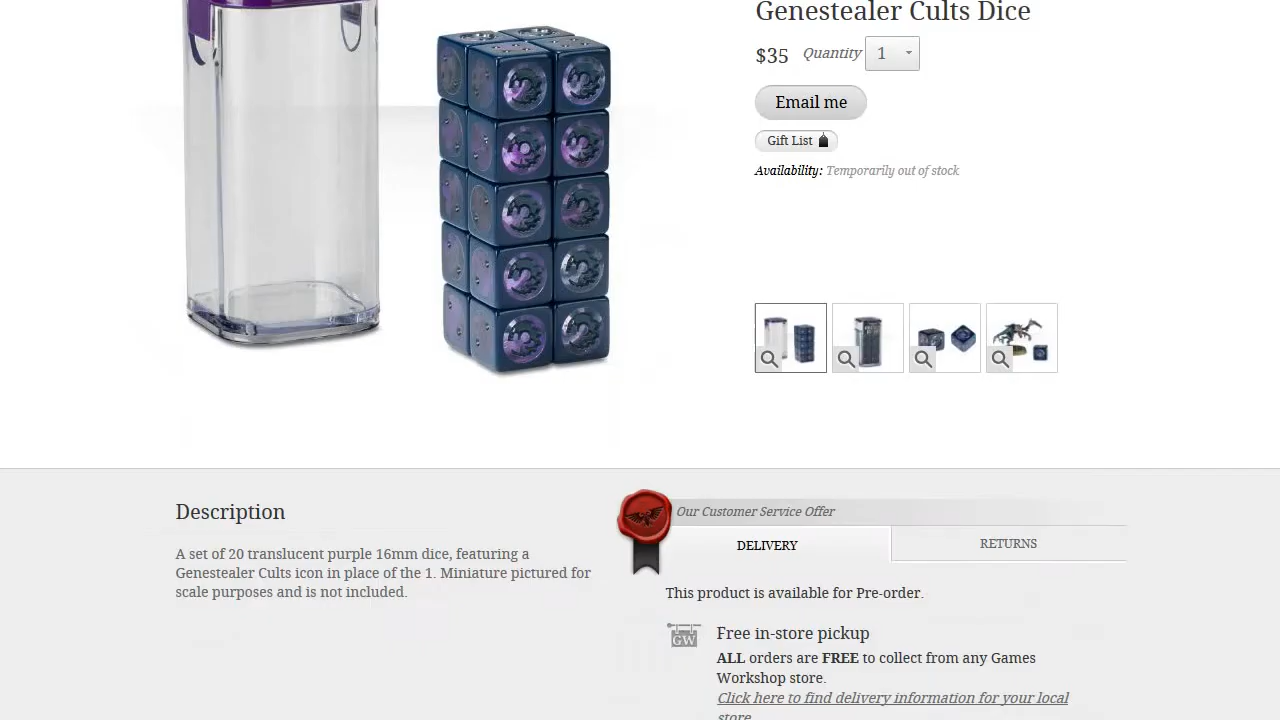 Genestealer Cults Dice
$35 Quantity 1
Email me
Gift List
Availability: Temporarily out of stock
Description
A set of 20 translucent purple 16mm dice, featuring a
Genestealer Cults icon in place of the 1. Miniature pictured for
scale purposes and is not included.
Our Customer Service Offer
DELIVERY
RETURNS
This product is available for Pre-order.
GW
Free in-store pickup
ALL orders are FREE to collect from any Games
Workshop store.
Click here to find delivery information for your local
store